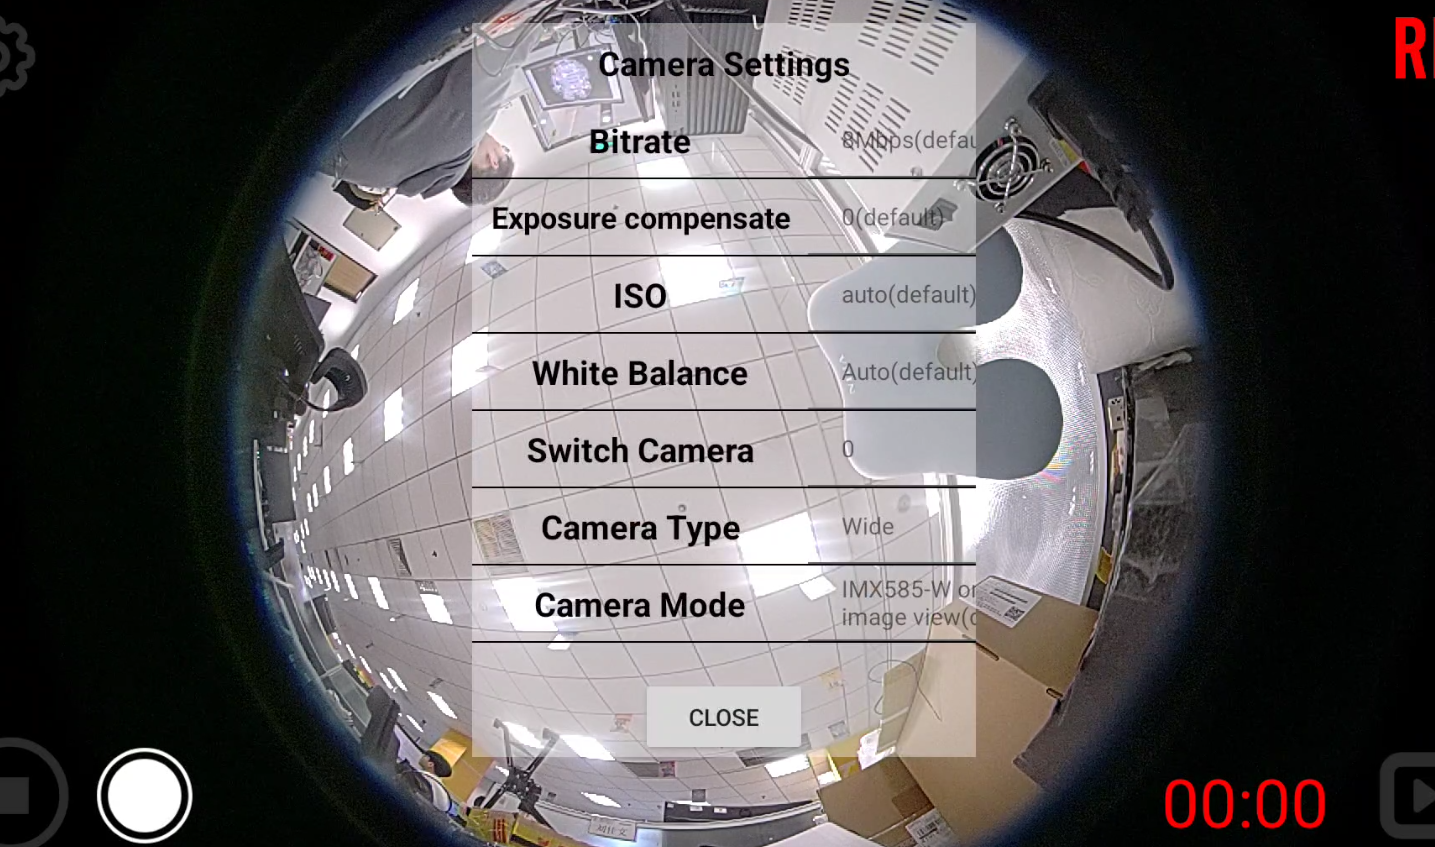 Camera Settings
Bitrate 8Mbps(defau
Exposure compensate 0(default)
ISO auto(default)
White Balance Auto(default)
Switch Camera 0
Camera Type Wide
Camera Mode IMX585-W or
image view(
CLOSE
00:00